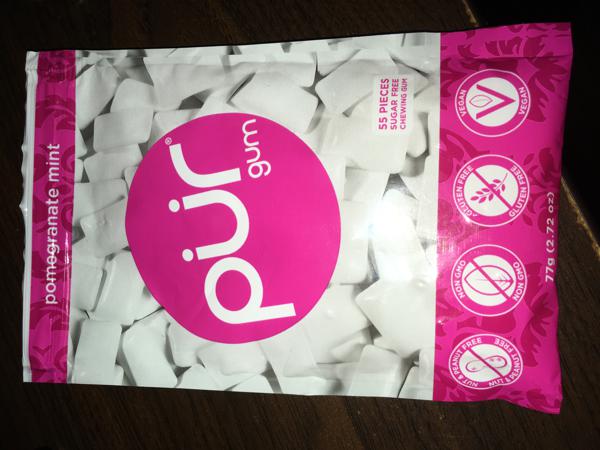 pomegranate mint
pür®
gum
55 PIECES
SUGAR FREE
CHEWING GUM
VEGAN
VEGAN
GLUTEN FREE
GLUTEN FREE
NON GMO
NON GMO
NUT & PEANUT FREE
NUT & PEANUT FREE
77g (2.72 oz)